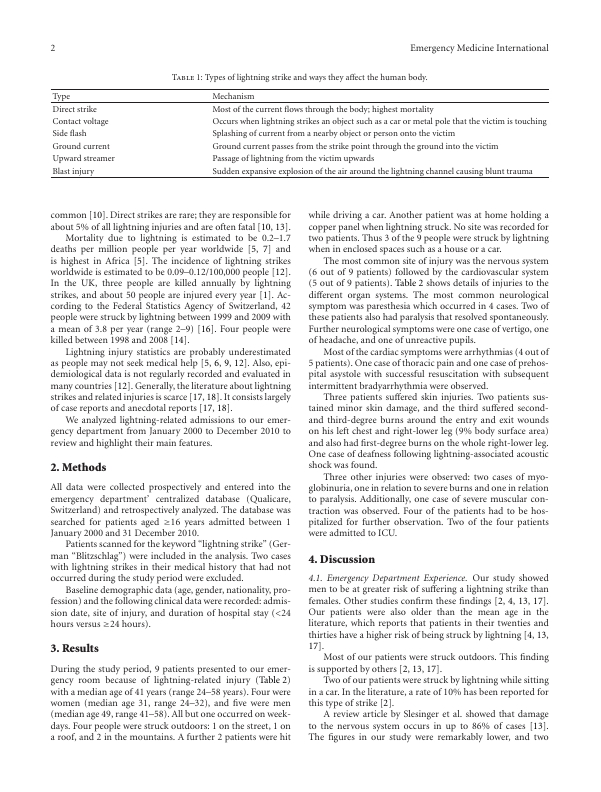 2
Emergency Medicine International
Table 1: Types of lightning strike and ways they affect the human body.
Type Mechanism
Direct strike Most of the current flows through the body; highest mortality
Contact voltage Occurs when lightning strikes an object such as a car or metal pole that the victim is touching
Side flash Splashing of current from a nearby object or person onto the victim
Ground current Ground current passes from the strike point through the ground into the victim
Upward streamer Passage of lightning from the victim upwards
Blast injury Sudden expansive explosion of the air around the lightning channel causing blunt trauma
common [10]. Direct strikes are rare; they are responsible for
about 5% of all lightning injuries and are often fatal [10, 13].
Mortality due to lightning is estimated to be 0.2–1.7
deaths per million people per year worldwide [5, 7] and
is highest in Africa [5]. The incidence of lightning strikes
worldwide is estimated to be 0.09–0.12/100,000 people [12].
In the UK, three people are killed annually by lightning
strikes, and about 50 people are injured every year [1]. Ac-
cording to the Federal Statistics Agency of Switzerland, 42
people were struck by lightning between 1999 and 2009 with
a mean of 3.8 per year (range 2–9) [16]. Four people were
killed between 1998 and 2008 [14].
Lightning injury statistics are probably underestimated
as people may not seek medical help [5, 6, 9, 12]. Also, epi-
demiological data is not regularly recorded and evaluated in
many countries [12]. Generally, the literature about lightning
strikes and related injuries is scarce [17, 18]. It consists largely
of case reports and anecdotal reports [17, 18].
We analyzed lightning-related admissions to our emer-
gency department from January 2000 to December 2010 to
review and highlight their main features.
2. Methods
All data were collected prospectively and entered into the
emergency department' centralized database (Qualicare,
Switzerland) and retrospectively analyzed. The database was
searched for patients aged ≥16 years admitted between 1
January 2000 and 31 December 2010.
Patients scanned for the keyword "lightning strike" (Ger-
man "Blitzschlag") were included in the analysis. Two cases
with lightning strikes in their medical history that had not
occurred during the study period were excluded.
Baseline demographic data (age, gender, nationality, pro-
fession) and the following clinical data were recorded: admis-
sion date, site of injury, and duration of hospital stay (<24
hours versus ≥24 hours).
3. Results
During the study period, 9 patients presented to our emer-
gency room because of lightning-related injury (Table 2)
with a median age of 41 years (range 24–58 years). Four were
women (median age 31, range 24–32), and five were men
(median age 49, range 41–58). All but one occurred on week-
days. Four people were struck outdoors: 1 on the street, 1 on
a roof, and 2 in the mountains. A further 2 patients were hit
while driving a car. Another patient was at home holding a
copper panel when lightning struck. No site was recorded for
two patients. Thus 3 of the 9 people were struck by lightning
when in enclosed spaces such as a house or a car.
The most common site of injury was the nervous system
(6 out of 9 patients) followed by the cardiovascular system
(5 out of 9 patients). Table 2 shows details of injuries to the
different organ systems. The most common neurological
symptom was paresthesia which occurred in 4 cases. Two of
these patients also had paralysis that resolved spontaneously.
Further neurological symptoms were one case of vertigo, one
of headache, and one of unreactive pupils.
Most of the cardiac symptoms were arrhythmias (4 out of
5 patients). One case of thoracic pain and one case of prehos-
pital asystole with successful resuscitation with subsequent
intermittent bradyarrhythmia were observed.
Three patients suffered skin injuries. Two patients sus-
tained minor skin damage, and the third suffered second-
and third-degree burns around the entry and exit wounds
on his left chest and right-lower leg (9% body surface area)
and also had first-degree burns on the whole right-lower leg.
One case of deafness following lightning-associated acoustic
shock was found.
Three other injuries were observed: two cases of myo-
globinuria, one in relation to severe burns and one in relation
to paralysis. Additionally, one case of severe muscular con-
traction was observed. Four of the patients had to be hos-
pitalized for further observation. Two of the four patients
were admitted to ICU.
4. Discussion
4.1. Emergency Department Experience. Our study showed
men to be at greater risk of suffering a lightning strike than
females. Other studies confirm these findings [2, 4, 13, 17].
Our patients were also older than the mean age in the
literature, which reports that patients in their twenties and
thirties have a higher risk of being struck by lightning [4, 13,
17].
Most of our patients were struck outdoors. This finding
is supported by others [2, 13, 17].
Two of our patients were struck by lightning while sitting
in a car. In the literature, a rate of 10% has been reported for
this type of strike [2].
A review article by Slesinger et al. showed that damage
to the nervous system occurs in up to 86% of cases [13].
The figures in our study were remarkably lower, and two